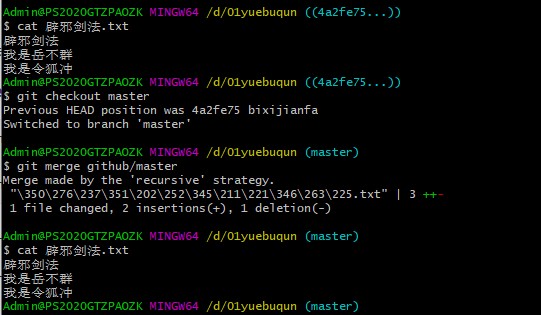 Admin@PS2020GTZPAOZK MINGW64 /d/01yuebuqun ((4a2fe75...))
$ cat 辟邪剑法.txt
辟邪剑法
我是岳不群
我是令狐冲
Admin@PS2020GTZPAOZK MINGW64 /d/01yuebuqun ((4a2fe75...))
$ git checkout master
Previous HEAD position was 4a2fe75 bixijianfa
Switched to branch 'master'
Admin@PS2020GTZPAOZK MINGW64 /d/01yuebuqun (master)
$ git merge github/master
Merge made by the 'recursive' strategy.
"\350\276\237\351\202\252\345\211\221\346\263\225.txt" | 3 ++-
1 file changed, 2 insertions(+), 1 deletion(-)
Admin@PS2020GTZPAOZK MINGW64 /d/01yuebuqun (master)
$ cat 辟邪剑法.txt
辟邪剑法
我是岳不群
我是令狐冲
Admin@PS2020GTZPAOZK MINGW64 /d/01yuebuqun (master)